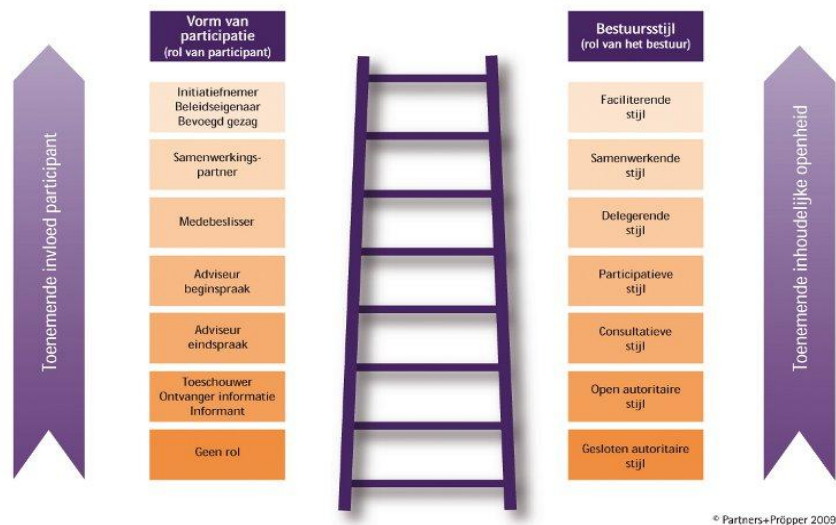 Vorm van
participatie
(rol van participant)
Bestuursstijl
(rol van het bestuur)
Toenemende invloed participant
Initiatiefnemer
Beleidseigenaar
Bevoegd gezag
Faciliterende
stijl
Samenwerkings-
partner
Samenwerkende
stijl
Medebeslisser
Delegerende
stijl
Adviseur
beginspraak
Participatieve
stijl
Adviseur
eindspraak
Consultatieve
stijl
Toeschouwer
Ontvanger informatie
Informant
Open autoritaire
stijl
Geen rol
Gesloten autoritaire
stijl
Toenemende inhoudelijke openheid
© Partners+Pröpper 2009